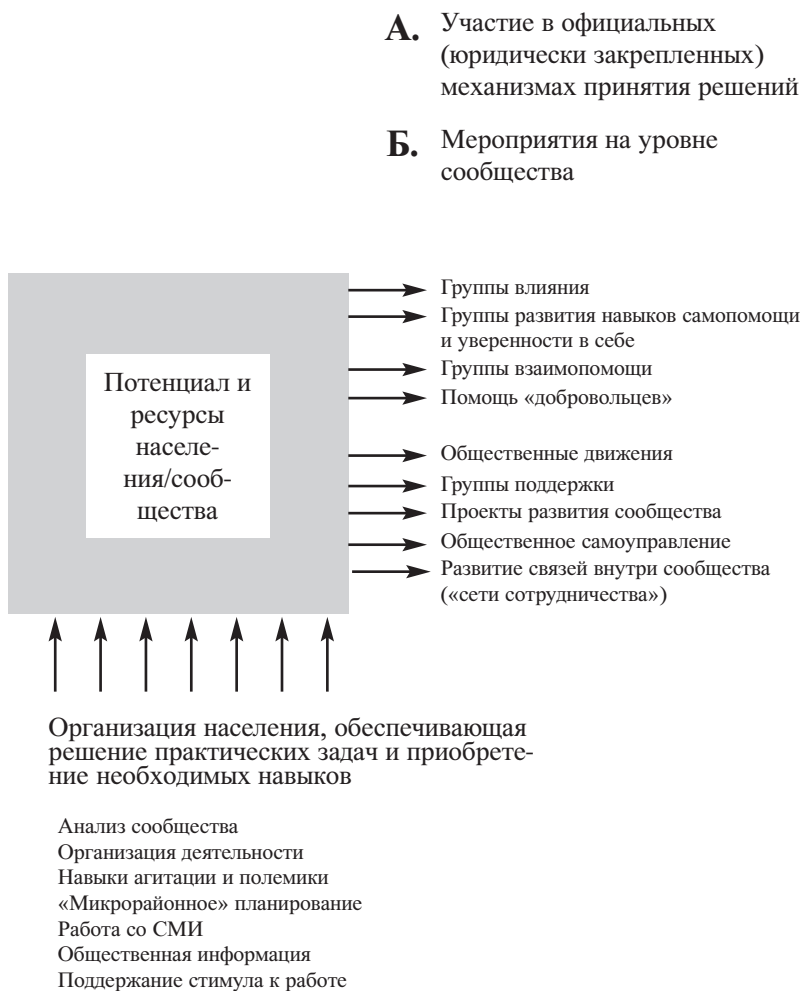 А. Участие в официальных
(юридически закрепленных)
механизмах принятия решений
Б. Мероприятия на уровне
сообщества
Потенциал и
ресурсы
населе-
ния/сооб-
щества
Группы влияния
Группы развития навыков самопомощи
и уверенности в себе
Группы взаимопомощи
Помощь «добровольцев»
Общественные движения
Группы поддержки
Проекты развития сообщества
Общественное самоуправление
Развитие связей внутри сообщества
(«сети сотрудничества»)
Организация населения, обеспечивающая
решение практических задач и приобрете-
ние необходимых навыков
Анализ сообщества
Организация деятельности
Навыки агитации и полемики
«Микрорайонное» планирование
Работа со СМИ
Общественная информация
Поддержание стимула к работе